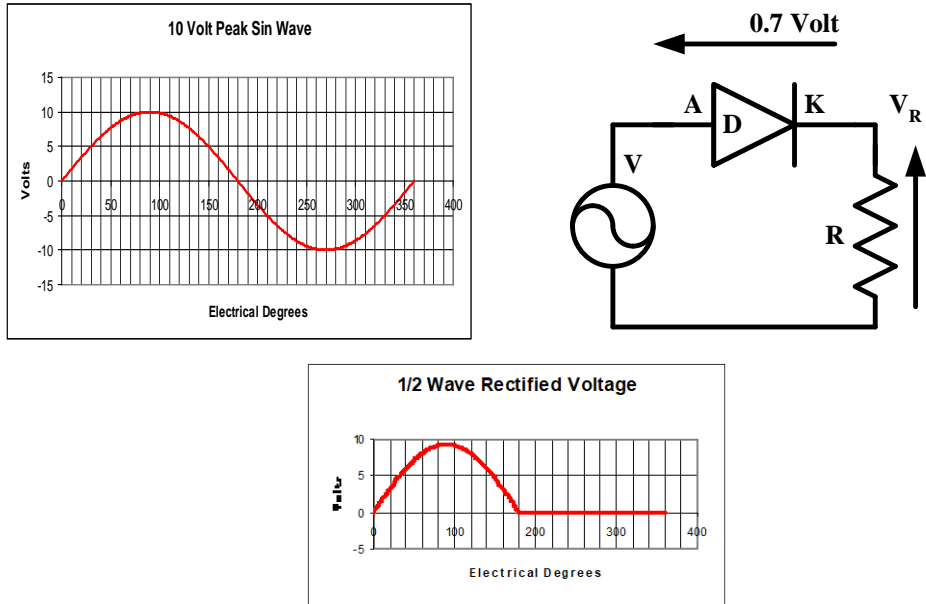 10 Volt Peak Sin Wave
15
10
5
0
-5
-10
-15
0 50 100 150 200 250 300 350 400
Volts
Electrical Degrees
0.7 Volt
A D K
V
V_R
R
1/2 Wave Rectified Voltage
10
5
0
-5
0 100 200 300 400
Electrical Degrees